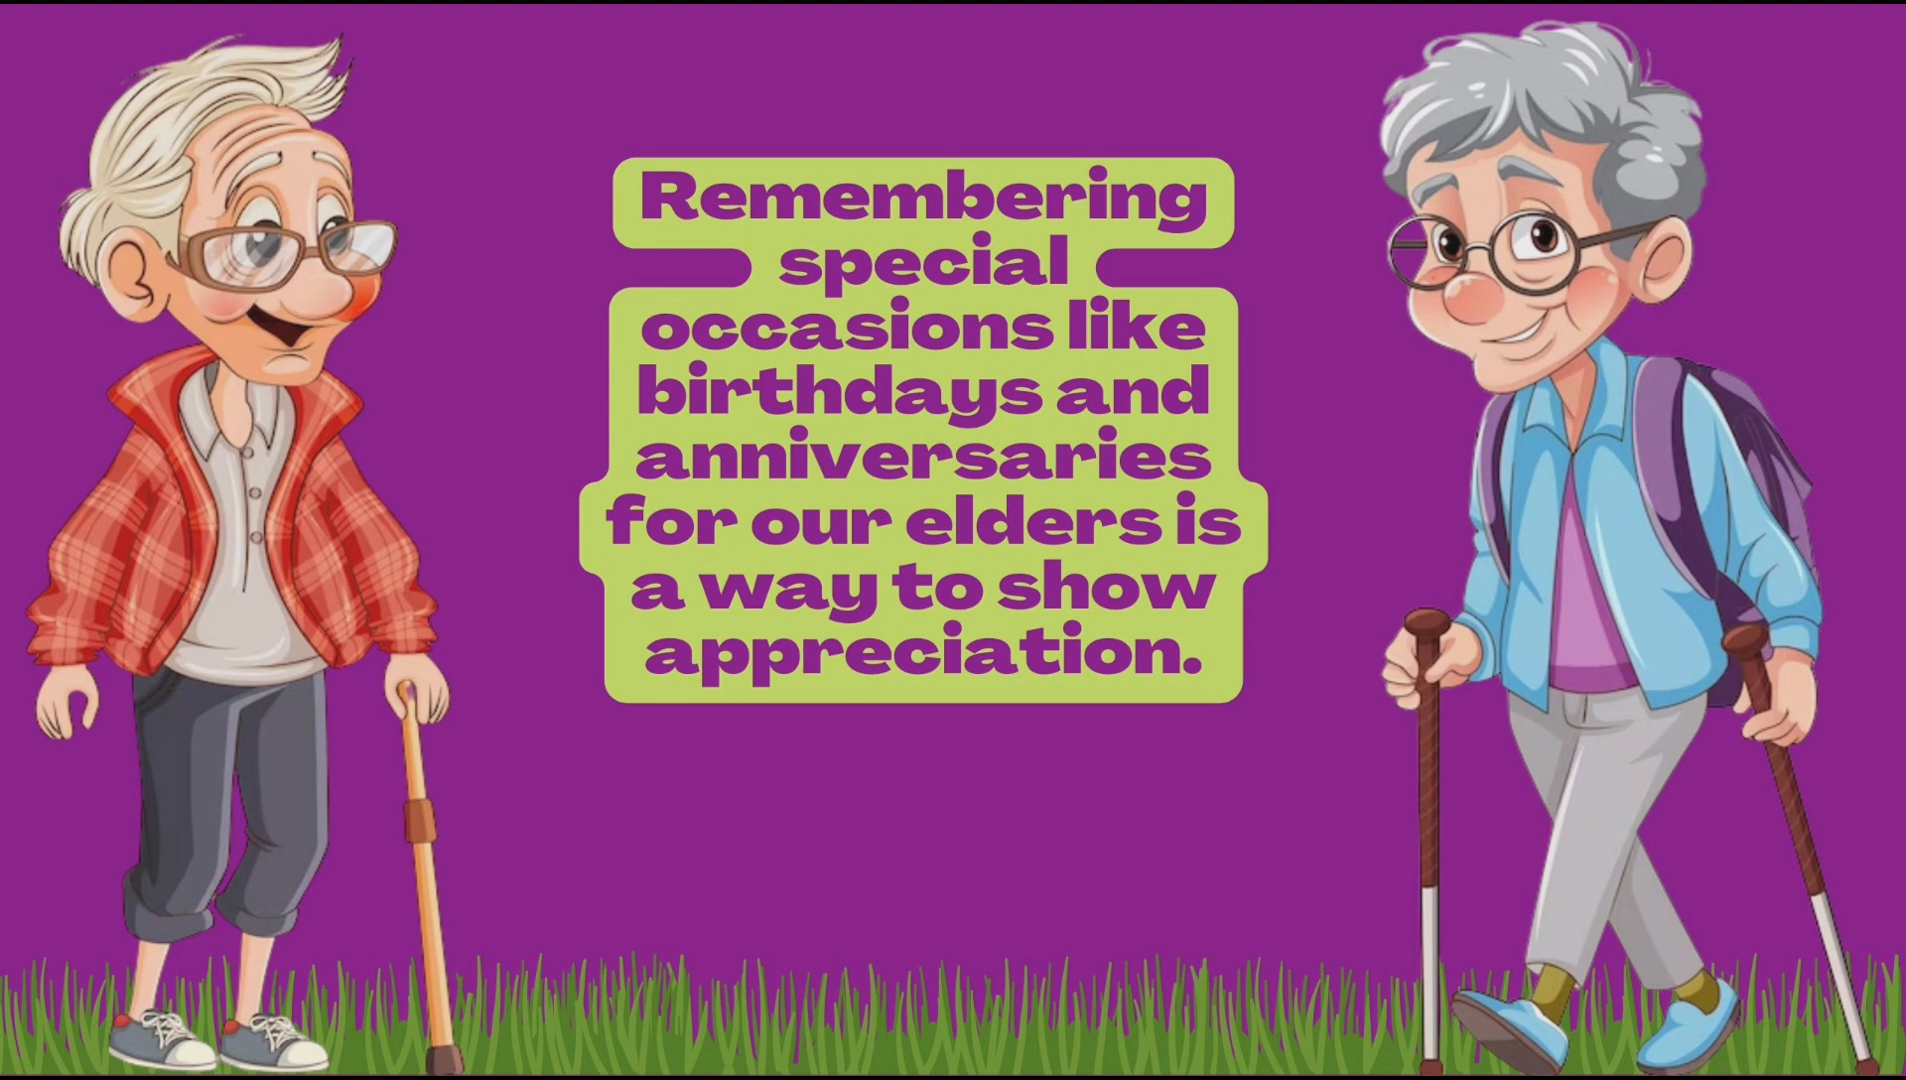 Remembering
special
occasions like
birthdays and
anniversaries
for our elders is
a way to show
appreciation.